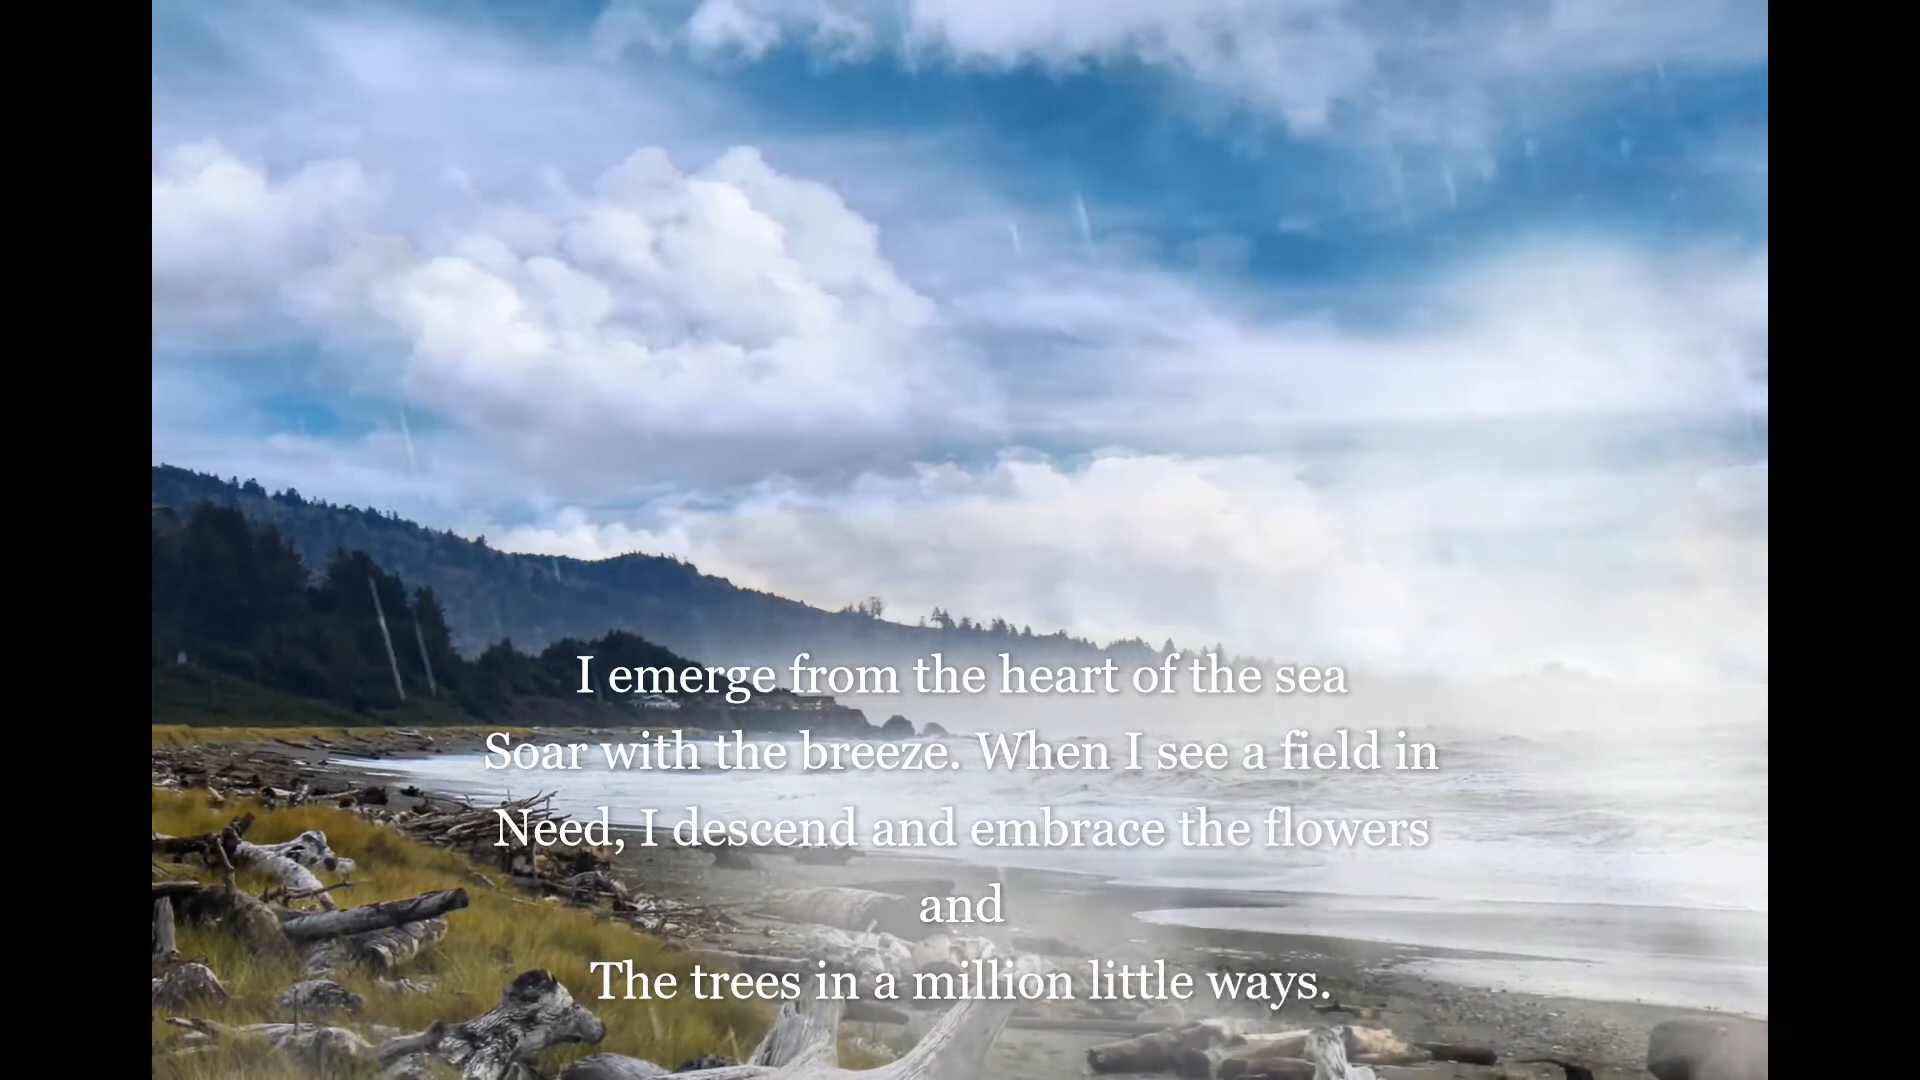 I emerge from the heart of the sea
Soar with the breeze. When I see a field in
Need, I descend and embrace the flowers
and
The trees in a million little ways.